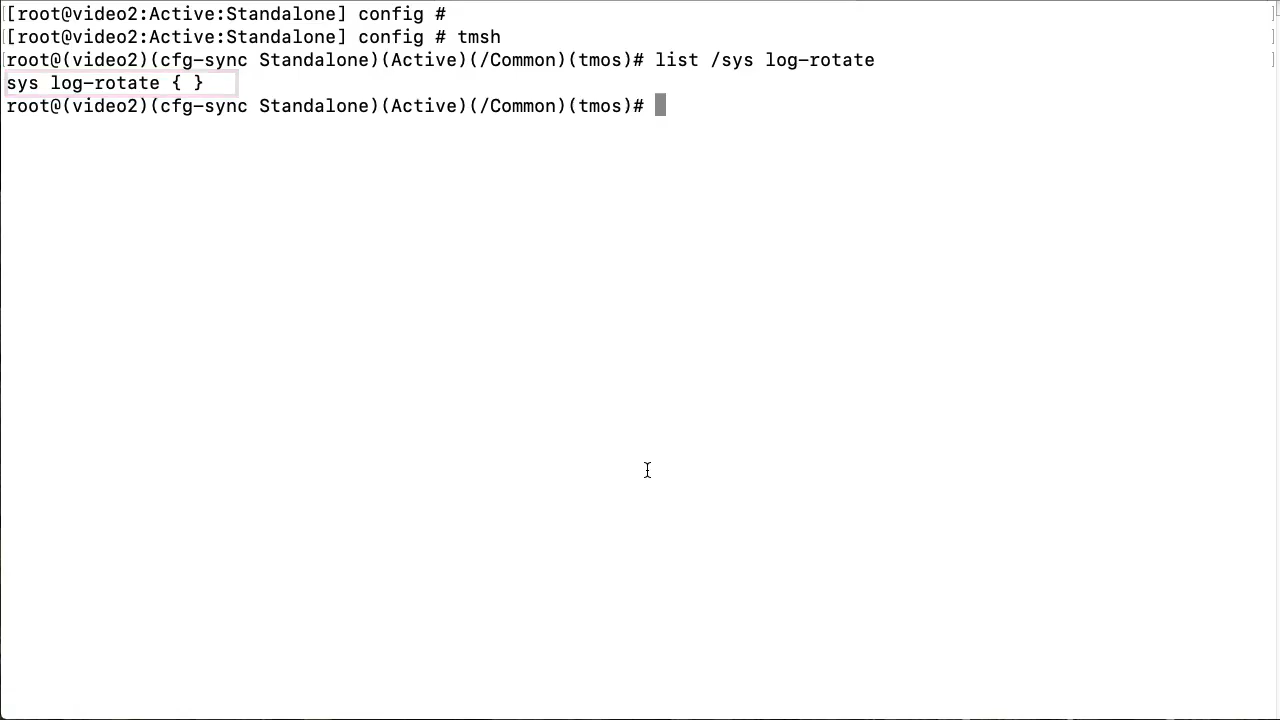 [root@video2:Active:Standalone] config #
[root@video2:Active:Standalone] config # tmsh
root@(video2)(cfg-sync Standalone)(Active)(/Common)(tmos)# list /sys log-rotate
sys log-rotate { }
root@(video2)(cfg-sync Standalone)(Active)(/Common)(tmos)#